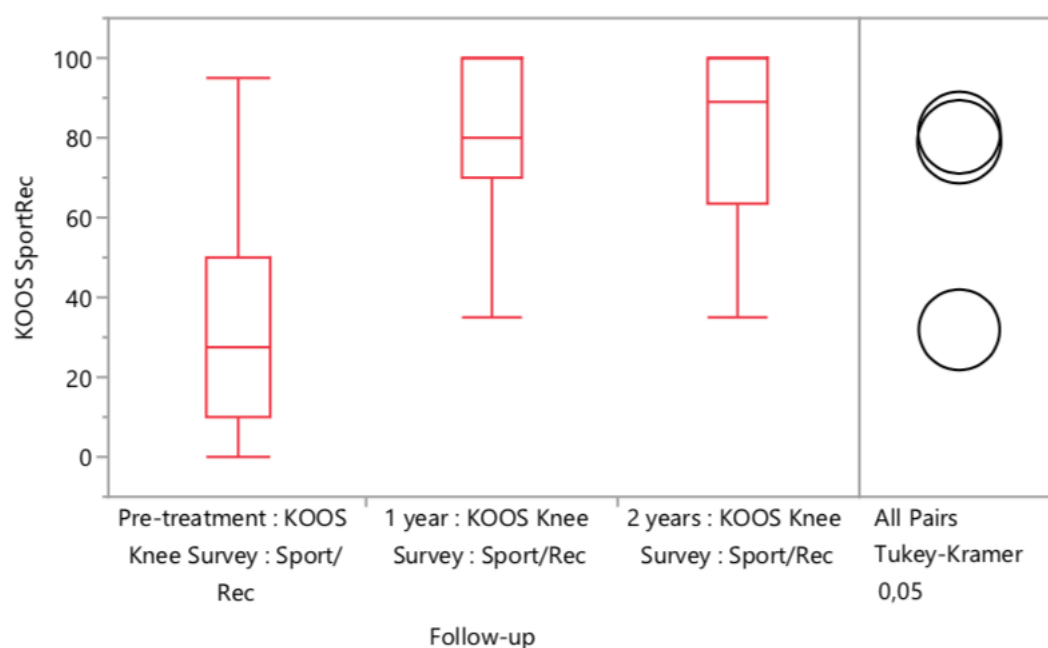 KOOS SportRec
100
80
60
40
20
0
Pre-treatment : KOOS
Knee Survey : Sport/
Rec
1 year : KOOS Knee
Survey : Sport/Rec
2 years : KOOS Knee
Survey : Sport/Rec
All Pairs
Tukey-Kramer
0,05
Follow-up